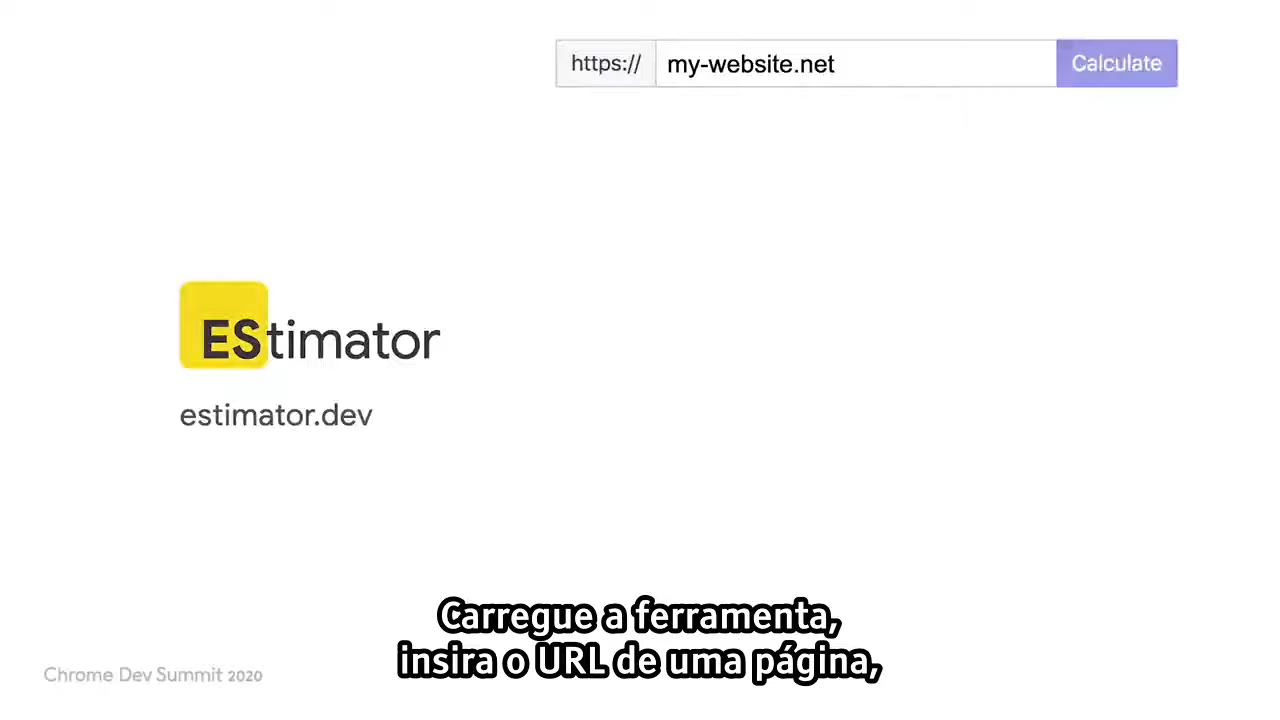 https:// my-website.net Calculate
EStimator
estimator.dev
Carregue a ferramenta,
insira o URL de uma página,
Chrome Dev Summit 2020